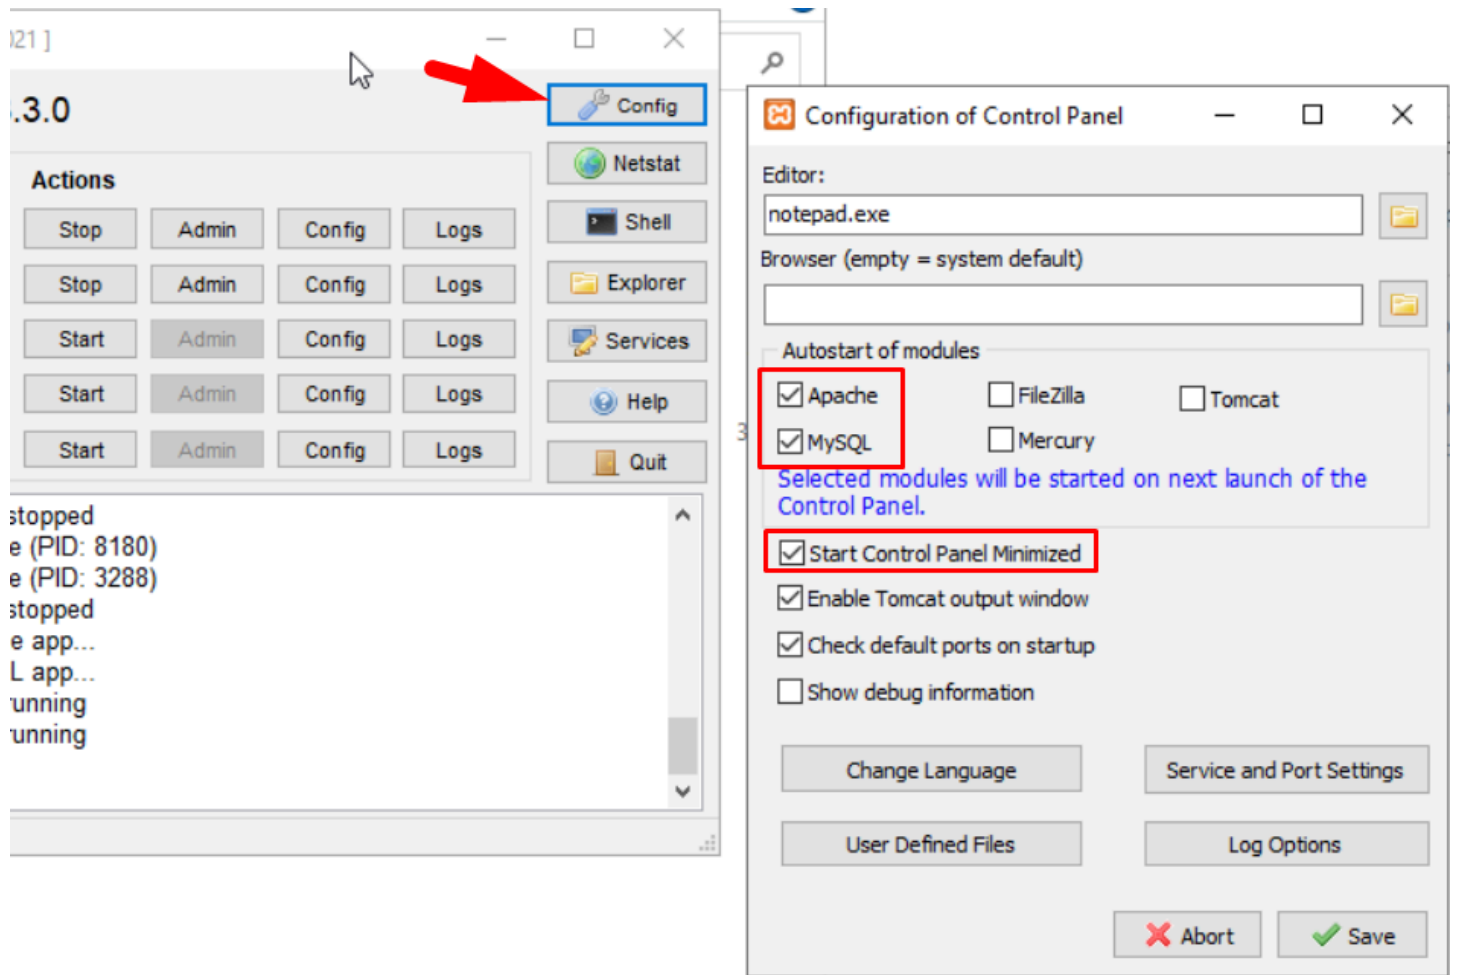 021 ]
.3.0
Config
Netstat
Shell
Explorer
Services
Help
Quit
Actions
Stop Admin Config Logs
Stop Admin Config Logs
Start Admin Config Logs
Start Admin Config Logs
Start Admin Config Logs
stopped
e (PID: 8180)
e (PID: 3288)
stopped
e app...
L app...
running
running
3
Configuration of Control Panel
Editor:
notepad.exe
Browser (empty = system default)
Autostart of modules
Apache FileZilla Tomcat
MySQL Mercury
Selected modules will be started on next launch of the
Control Panel.
Start Control Panel Minimized
Enable Tomcat output window
Check default ports on startup
Show debug information
Change Language Service and Port Settings
User Defined Files Log Options
Abort Save